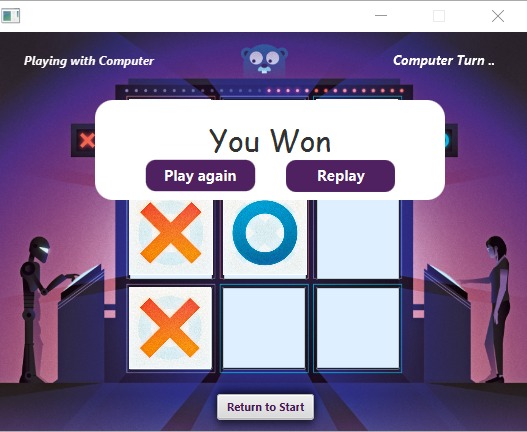 Playing with Computer
Computer Turn ..
You Won
Play again
Replay
Return to Start